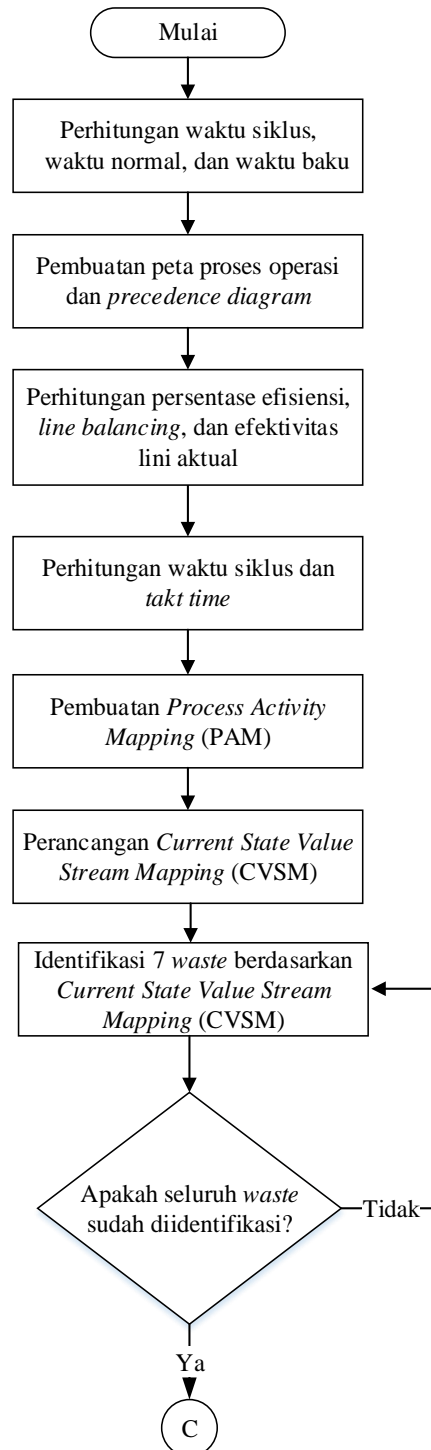 Mulai
Perhitungan waktu siklus,
waktu normal, dan waktu baku
Pembuatan peta proses operasi
dan precedence diagram
Perhitungan persentase efisiensi,
line balancing, dan efektivitas
lini aktual
Perhitungan waktu siklus dan
takt time
Pembuatan Process Activity
Mapping (PAM)
Perancangan Current State Value
Stream Mapping (CVSM)
Identifikasi 7 waste berdasarkan
Current State Value Stream
Mapping (CVSM)
Apakah seluruh waste
sudah diidentifikasi?
Tidak
Ya
C